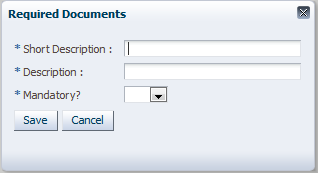 Required Documents
* Short Description :
* Description :
* Mandatory?
Save Cancel